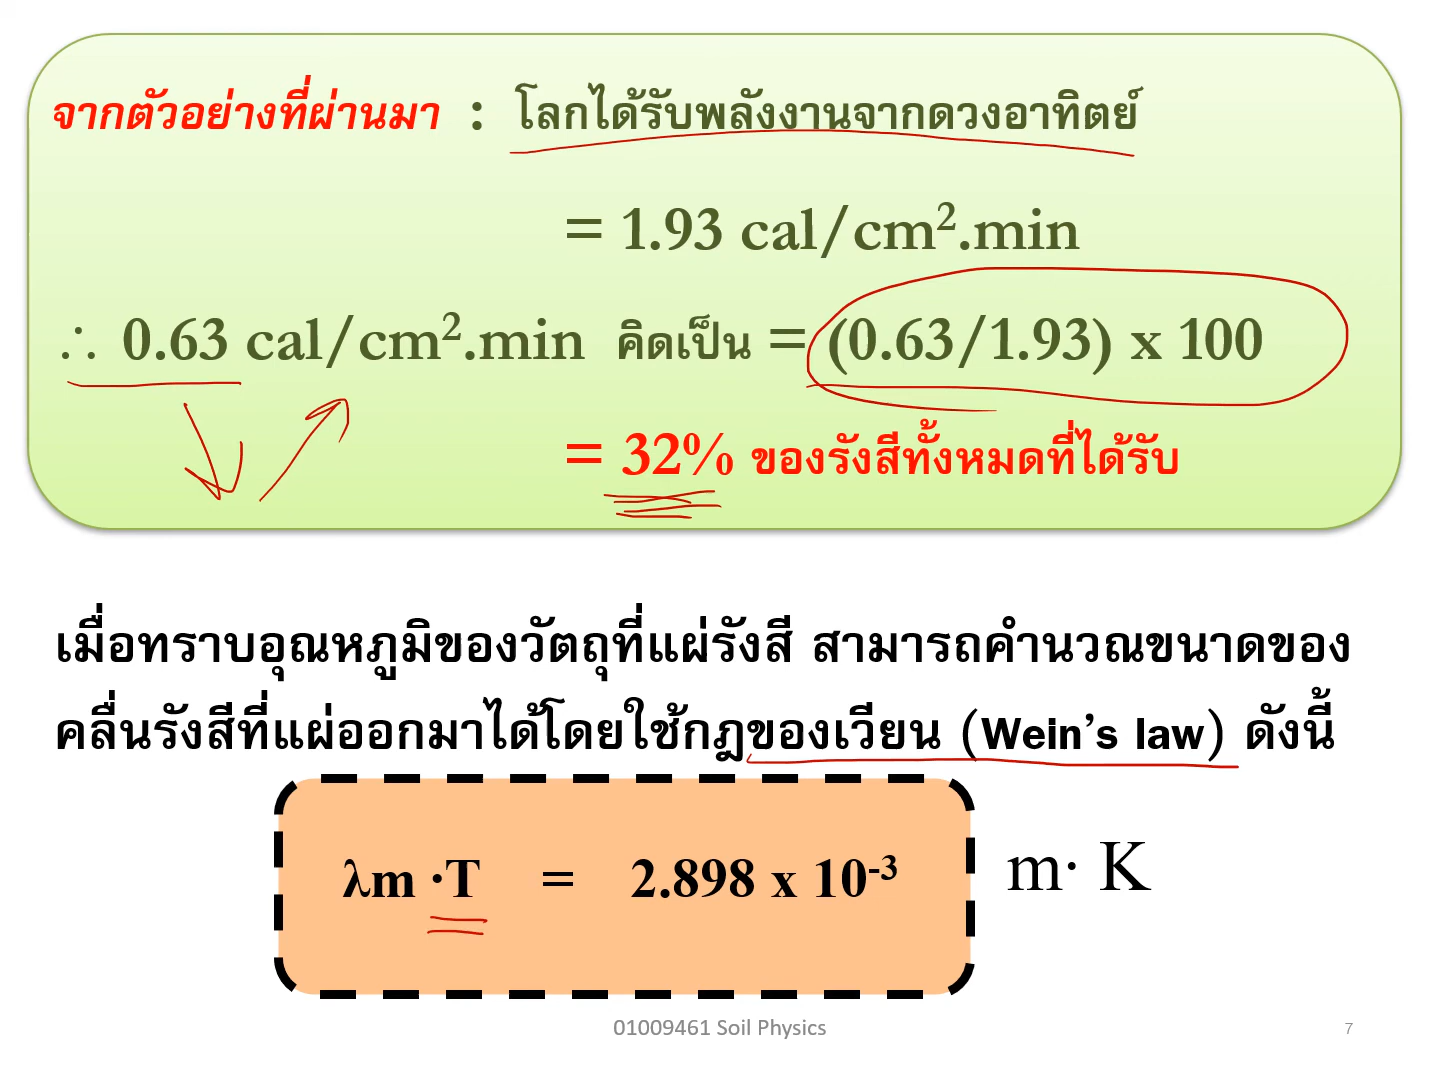 จากตัวอย่างที่ผ่านมา : โลกได้รับพลังงานจากดวงอาทิตย์
= 1.93 cal/cm².min
∴ 0.63 cal/cm².min คิดเป็น = (0.63/1.93) x 100
= 32% ของรังสีทั้งหมดที่ได้รับ
เมื่อทราบอุณหภูมิของวัตถุที่แผ่รังสี สามารถคำนวณขนาดของ
คลื่นรังสีที่แผ่ออกมาได้โดยใช้กฎของเวียน (Wein’s law) ดังนี้
λm ·T = 2.898 x 10⁻³ m· K
01009461 Soil Physics 7